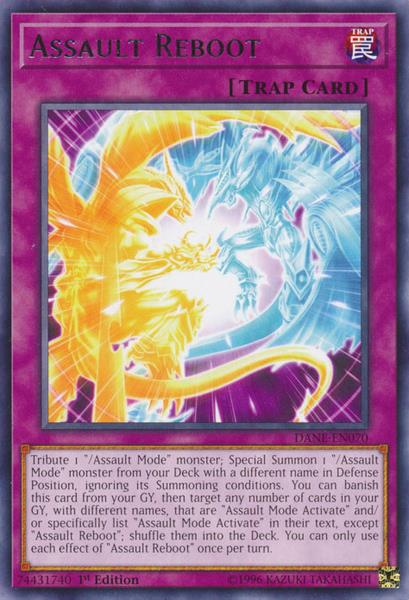 ASSAULT REBOOT
TRAP
罠
[TRAP CARD]
DANE-EN070
Tribute 1 "/Assault Mode" monster; Special Summon 1 "/Assault
Mode" monster from your Deck with a different name in Defense
Position, ignoring its Summoning conditions. You can banish
this card from your GY, then target any number of cards in your
GY, with different names, that are "Assault Mode Activate" and/
or specifically list "Assault Mode Activate" in their text, except
"Assault Reboot"; shuffle them into the Deck. You can only use
each effect of "Assault Reboot" once per turn.
74431740 1st Edition ©1996 KAZUKI TAKAHASHI